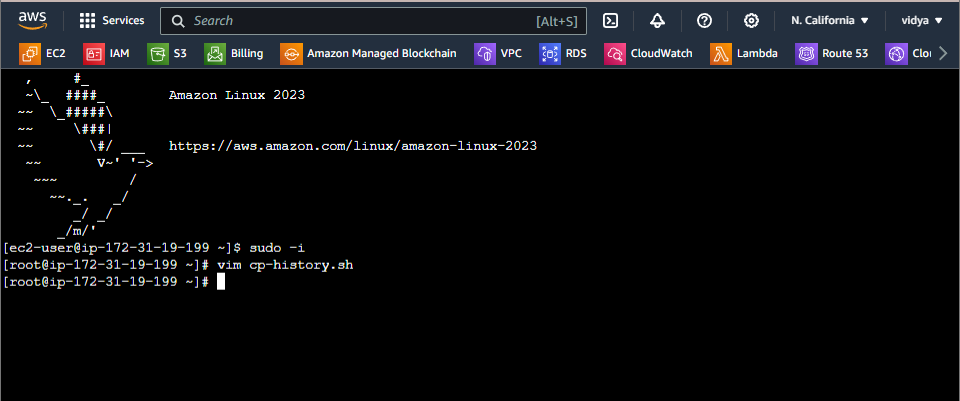 aws Services Search [Alt+S] N. California ▼ vidya ▼
EC2 IAM S3 Billing Amazon Managed Blockchain VPC RDS CloudWatch Lambda Route 53 Clo
   ,     #_
   ~\_  ####_        Amazon Linux 2023
  ~~  \_#####\
  ~~     \###|
  ~~       \#/ ___   https://aws.amazon.com/linux/amazon-linux-2023
   ~~       V~' '->
    ~~~         /
      ~~._.   _/
         _/ _/
       _/m/'
[ec2-user@ip-172-31-19-199 ~]$ sudo -i
[root@ip-172-31-19-199 ~]# vim cp-history.sh
[root@ip-172-31-19-199 ~]#